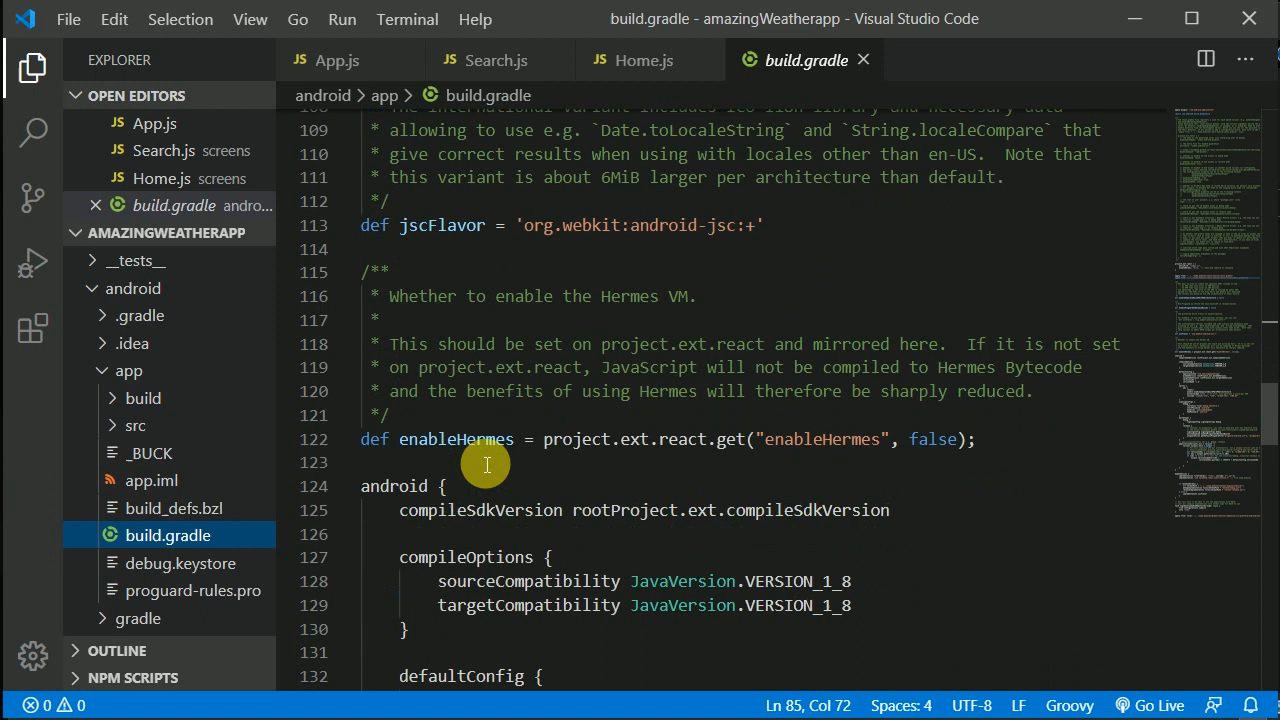 File Edit Selection View Go Run Terminal Help
build.gradle - amazingWeatherapp - Visual Studio Code
EXPLORER
OPEN EDITORS
JS App.js
JS Search.js screens
JS Home.js screens
build.gradle andro...
AMAZINGWEATHERAPP
__tests__
android
.gradle
.idea
app
build
src
_BUCK
app.iml
build_defs.bzl
build.gradle
debug.keystore
proguard-rules.pro
gradle
OUTLINE
NPM SCRIPTS
JS App.js
JS Search.js
JS Home.js
build.gradle
android > app > build.gradle
109 * allowing to use e.g. `Date.toLocaleString` and `String.localeCompare` that
110 * give correct results when using with locales other than en-US.  Note that
111 * this variant is about 6MiB larger per architecture than default.
112 */
113 def jscFlavor = 'org.webkit:android-jsc:+'
114
115 /**
116 * Whether to enable the Hermes VM.
117 *
118 * This should be set on project.ext.react and mirrored here.  If it is not set
119 * on project.ext.react, JavaScript will not be compiled to Hermes Bytecode
120 * and the benefits of using Hermes will therefore be sharply reduced.
121 */
122 def enableHermes = project.ext.react.get("enableHermes", false);
123
124 android {
125 compileSdkVersion rootProject.ext.compileSdkVersion
126
127 compileOptions {
128 sourceCompatibility JavaVersion.VERSION_1_8
129 targetCompatibility JavaVersion.VERSION_1_8
130 }
131
132 defaultConfig {
0 0
Ln 85, Col 72 Spaces: 4 UTF-8 LF Groovy Go Live